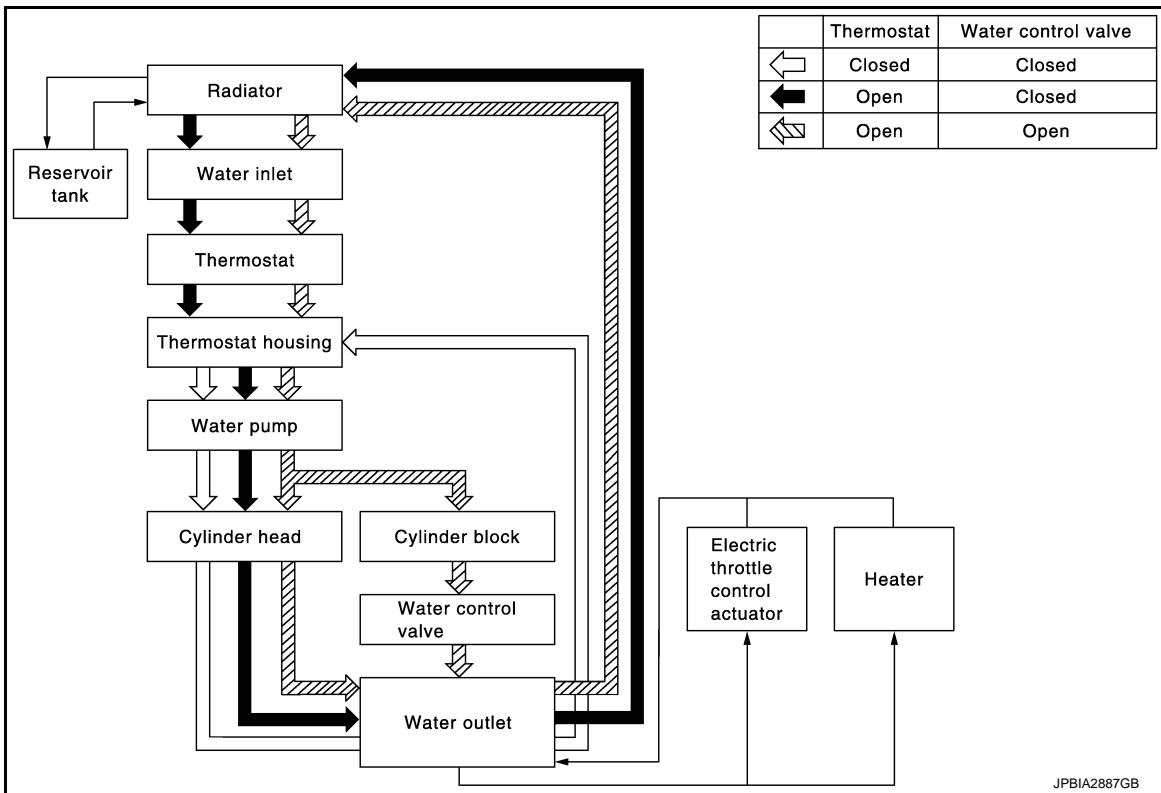 Thermostat Water control valve
Closed Closed
Open Closed
Open Open
Radiator
Reservoir
tank
Water inlet
Thermostat
Thermostat housing
Water pump
Cylinder head
Cylinder block
Water control
valve
Water outlet
Electric
throttle
control
actuator
Heater
JPBIA2887GB